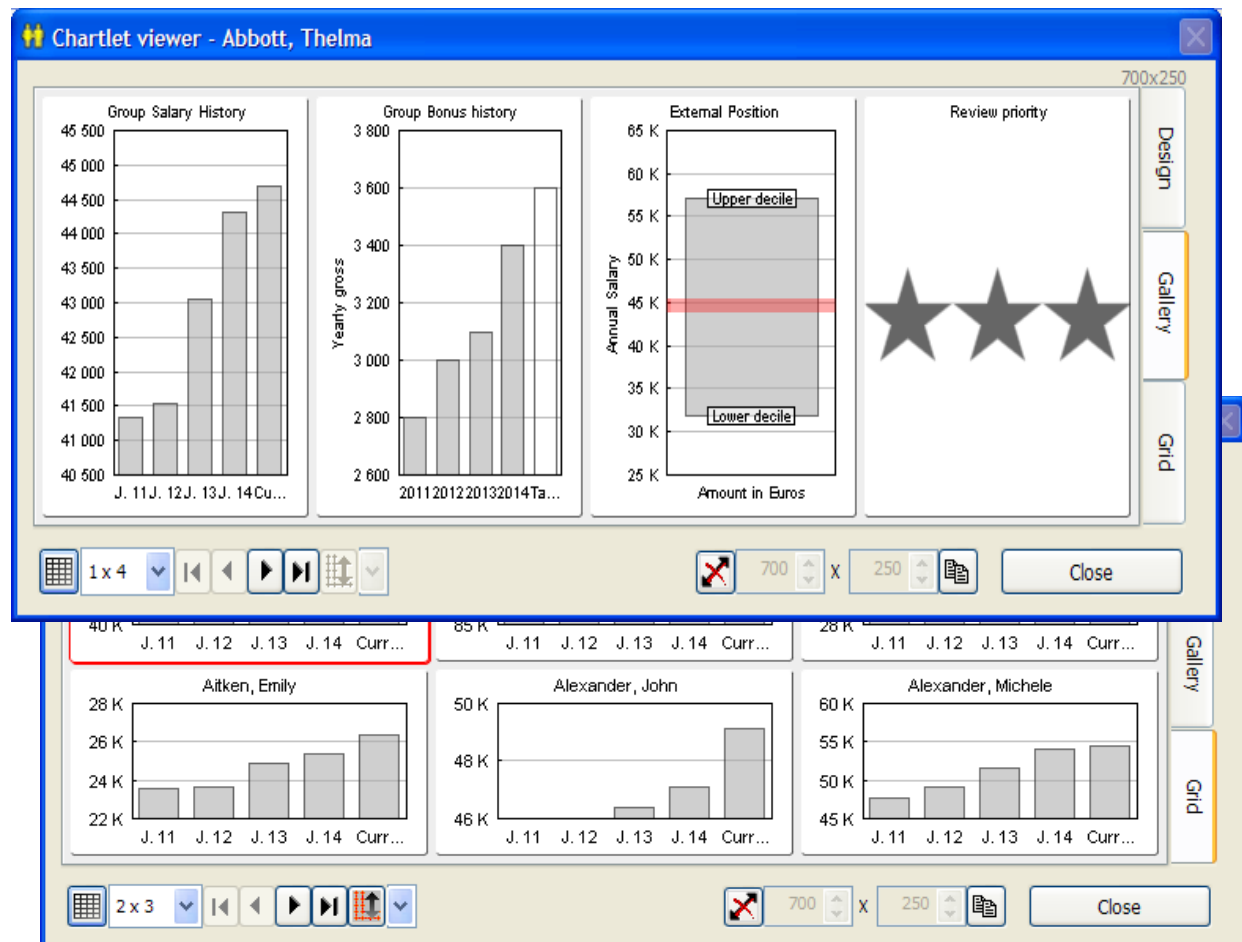 Chartlet viewer - Abbott, Thelma
700x250
Group Salary History
45 500
45 000
44 500
44 000
43 500
43 000
42 500
42 000
41 500
41 000
40 500
J. 11 J. 12 J. 13 J. 14 Cu...
Group Bonus history
3 800
3 600
3 400
3 200
3 000
2 800
2 600
Yearly gross
2011 2012 2013 2014 Ta...
External Position
65 K
60 K
55 K
50 K
45 K
40 K
35 K
30 K
25 K
Annual Salary
Upper decile
Lower decile
Amount in Euros
Review priority
Design
Gallery
Grid
1 x 4
700 x 250
Close
40 K
J. 11 J. 12 J. 13 J. 14 Curr...
85 K
J. 11 J. 12 J. 13 J. 14 Curr...
28 K
J. 11 J. 12 J. 13 J. 14 Curr...
Gallery
Aitken, Emily
28 K
26 K
24 K
22 K
J. 11 J. 12 J. 13 J. 14 Curr...
Alexander, John
50 K
48 K
46 K
J. 11 J. 12 J. 13 J. 14 Curr...
Alexander, Michele
60 K
55 K
50 K
45 K
J. 11 J. 12 J. 13 J. 14 Curr...
Grid
2 x 3
700 x 250
Close